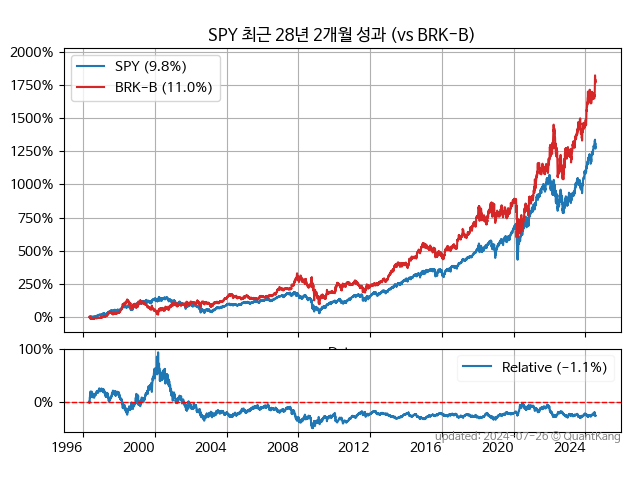 SPY 최근 28년 2개월 성과 (vs BRK-B)
2000%
1750%
1500%
1250%
1000%
750%
500%
250%
0%
SPY (9.8%)
BRK-B (11.0%)
100%
0%
Relative (−1.1%)
1996 2000 2004 2008 2012 2016 2020 2024
updated: 2024-07-26 © QuantKang